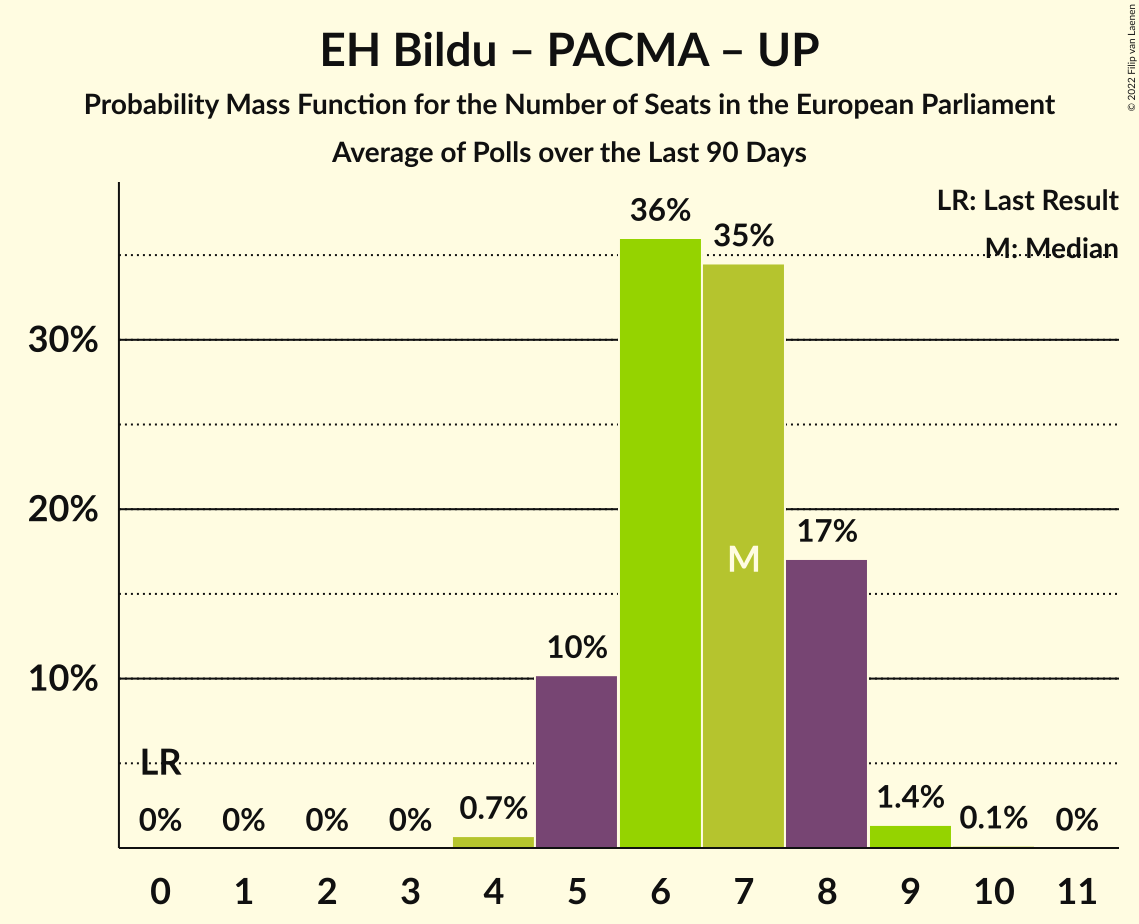 EH Bildu – PACMA – UP
Probability Mass Function for the Number of Seats in the European Parliament
Average of Polls over the Last 90 Days
© 2022 Filip van Laenen
LR: Last Result
M: Median
36%
35%
30%
20%
17%
M
10%
10%
LR
0%
0%
0%
0%
0.7%
1.4%
0.1%
0%
0 1 2 3 4 5 6 7 8 9 10 11